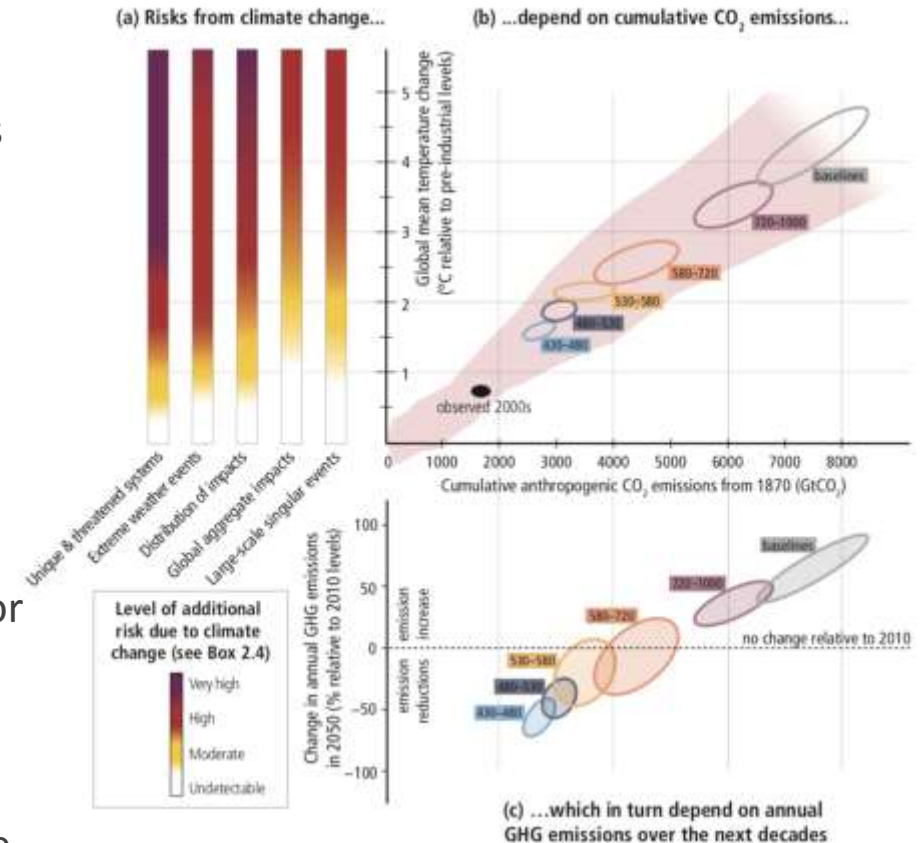 (a) Risks from climate change...
(b) ...depend on cumulative CO₂ emissions...
Global mean temperature change
(°C relative to pre-industrial levels)
5
4
3
2
1
baselines
720–1000
580–720
530–580
480–530
430–480
observed 2000s
0 1000 2000 3000 4000 5000 6000 7000 8000
Cumulative anthropogenic CO₂ emissions from 1870 (GtCO₂)
Unique & threatened systems
Extreme weather events
Distribution of impacts
Global aggregate impacts
Large-scale singular events
s
or
Level of additional
risk due to climate
change (see Box 2.4)
Very high
High
Moderate
Undetectable
Change in annual GHG emissions
in 2050 (% relative to 2010 levels)
100
50
0
−50
−100
emission
increase
emission
reductions
baselines
720–1000
580–720
no change relative to 2010
530–580
480–530
430–480
(c) ...which in turn depend on annual
GHG emissions over the next decades